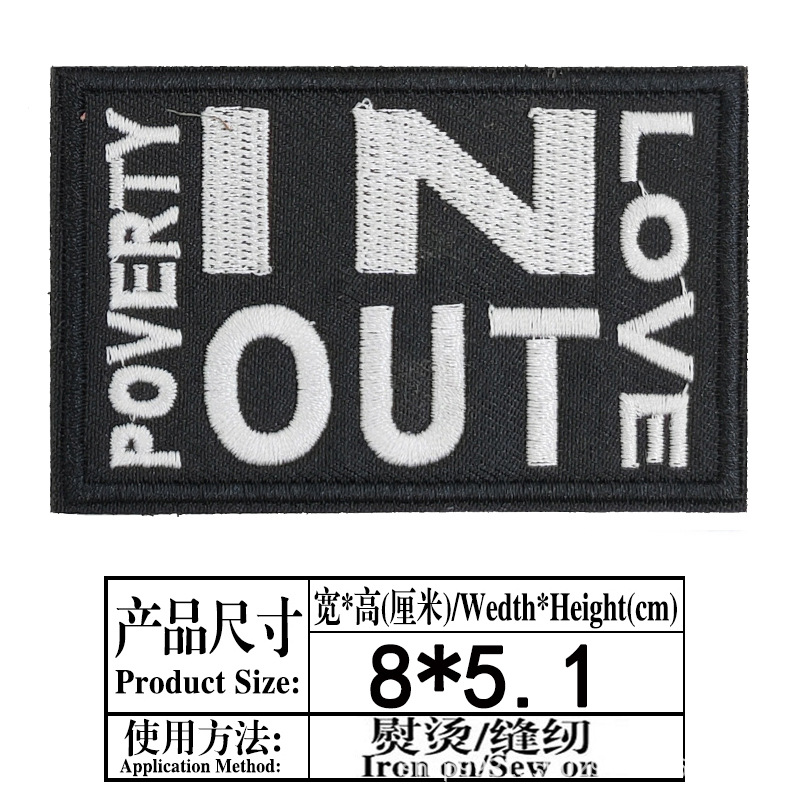 POVERTY
IN
OUT
LOVE
产品尺寸
Product Size:
宽*高(厘米)/Wedth*Height(cm)
8*5.1
使用方法:
Application Method:
熨烫/缝纫
Iron on/Sew on